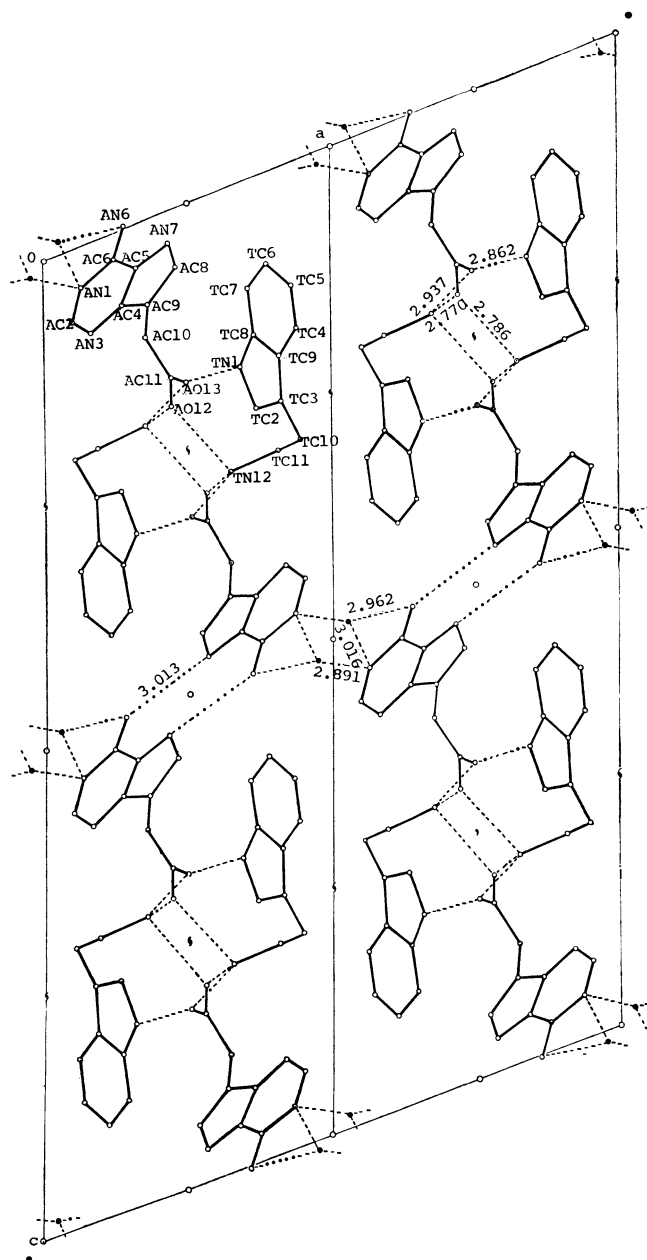 a
AN6
AN7
O
AC6 AC5
TC6
2.862
AC8
TC5
AN1
TC7
2.937
AC9
AC4
AC2
2.770
2.786
AN3
AC10
TC8
TC4
TC9
TN1
AC11
AO13
TC3
AO12
TC2
TC10
TC11
TN12
2.962
3.016
2.891
3.013
C